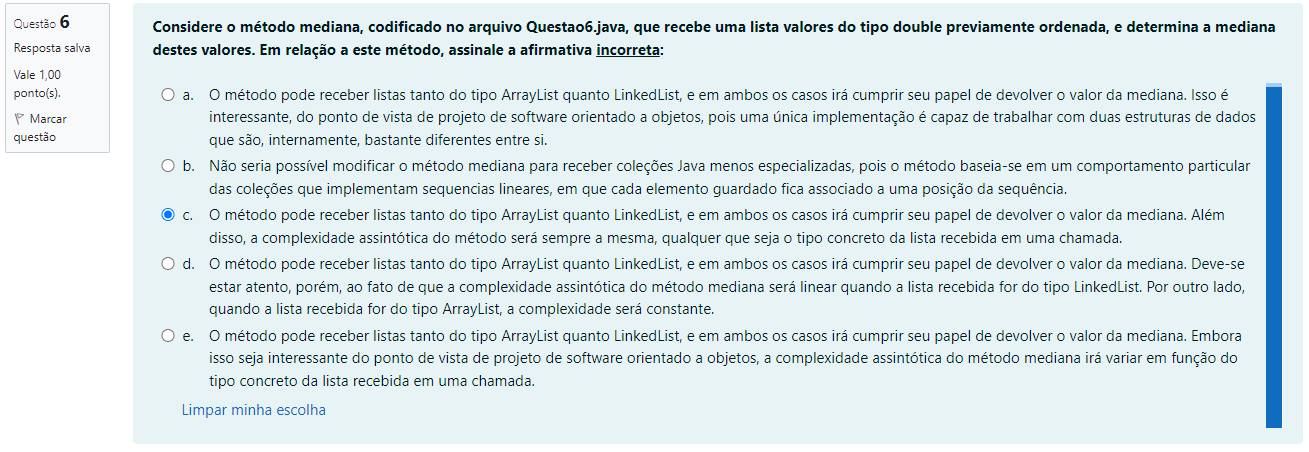 Questão 6
Resposta salva
Vale 1,00
ponto(s).
Marcar
questão
Considere o método mediana, codificado no arquivo Questao6.java, que recebe uma lista valores do tipo double previamente ordenada, e determina a mediana
destes valores. Em relação a este método, assinale a afirmativa incorreta:
a. O método pode receber listas tanto do tipo ArrayList quanto LinkedList, e em ambos os casos irá cumprir seu papel de devolver o valor da mediana. Isso é
interessante, do ponto de vista de projeto de software orientado a objetos, pois uma única implementação é capaz de trabalhar com duas estruturas de dados
que são, internamente, bastante diferentes entre si.
b. Não seria possível modificar o método mediana para receber coleções Java menos especializadas, pois o método baseia-se em um comportamento particular
das coleções que implementam sequencias lineares, em que cada elemento guardado fica associado a uma posição da sequência.
c. O método pode receber listas tanto do tipo ArrayList quanto LinkedList, e em ambos os casos irá cumprir seu papel de devolver o valor da mediana. Além
disso, a complexidade assintótica do método será sempre a mesma, qualquer que seja o tipo concreto da lista recebida em uma chamada.
d. O método pode receber listas tanto do tipo ArrayList quanto LinkedList, e em ambos os casos irá cumprir seu papel de devolver o valor da mediana. Deve-se
estar atento, porém, ao fato de que a complexidade assintótica do método mediana será linear quando a lista recebida for do tipo LinkedList. Por outro lado,
quando a lista recebida for do tipo ArrayList, a complexidade será constante.
e. O método pode receber listas tanto do tipo ArrayList quanto LinkedList, e em ambos os casos irá cumprir seu papel de devolver o valor da mediana. Embora
isso seja interessante do ponto de vista de projeto de software orientado a objetos, a complexidade assintótica do método mediana irá variar em função do
tipo concreto da lista recebida em uma chamada.
Limpar minha escolha